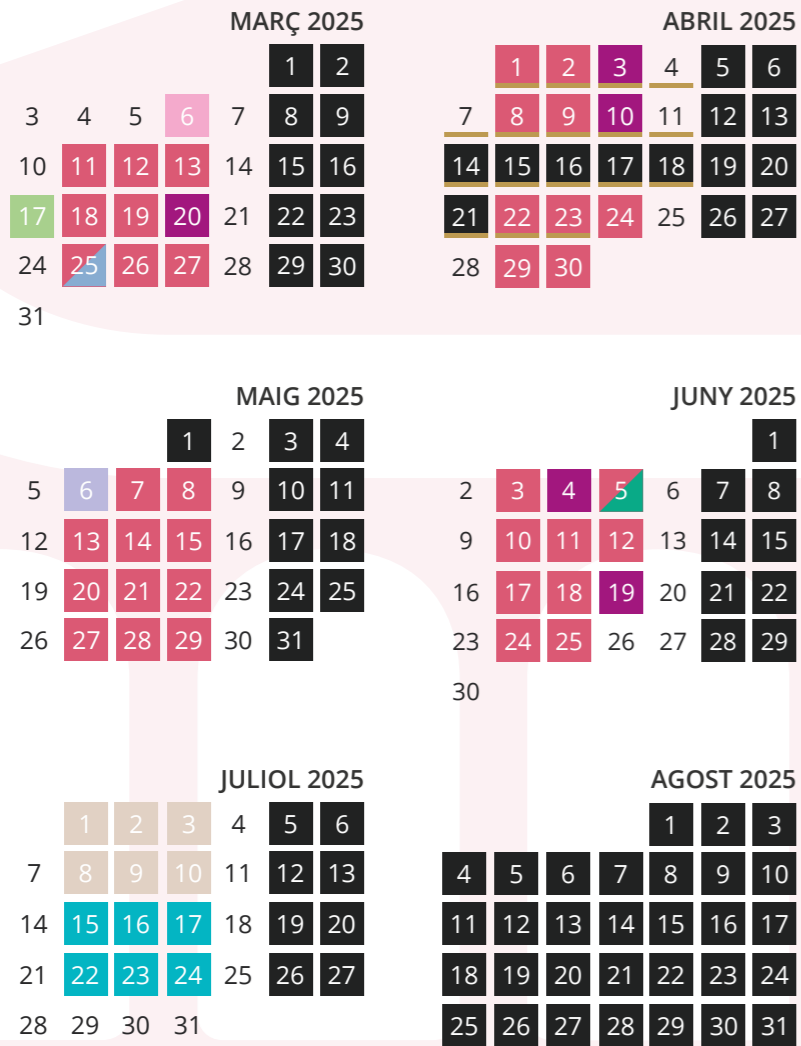 MARÇ 2025
1 2
3 4 5 6 7 8 9
10 11 12 13 14 15 16
17 18 19 20 21 22 23
24 25 26 27 28 29 30
31
ABRIL 2025
1 2 3 4 5 6
7 8 9 10 11 12 13
14 15 16 17 18 19 20
21 22 23 24 25 26 27
28 29 30
MAIG 2025
1 2 3 4
5 6 7 8 9 10 11
12 13 14 15 16 17 18
19 20 21 22 23 24 25
26 27 28 29 30 31
JUNY 2025
1
2 3 4 5 6 7 8
9 10 11 12 13 14 15
16 17 18 19 20 21 22
23 24 25 26 27 28 29
30
JULIOL 2025
1 2 3 4 5 6
7 8 9 10 11 12 13
14 15 16 17 18 19 20
21 22 23 24 25 26 27
28 29 30 31
AGOST 2025
1 2 3
4 5 6 7 8 9 10
11 12 13 14 15 16 17
18 19 20 21 22 23 24
25 26 27 28 29 30 31